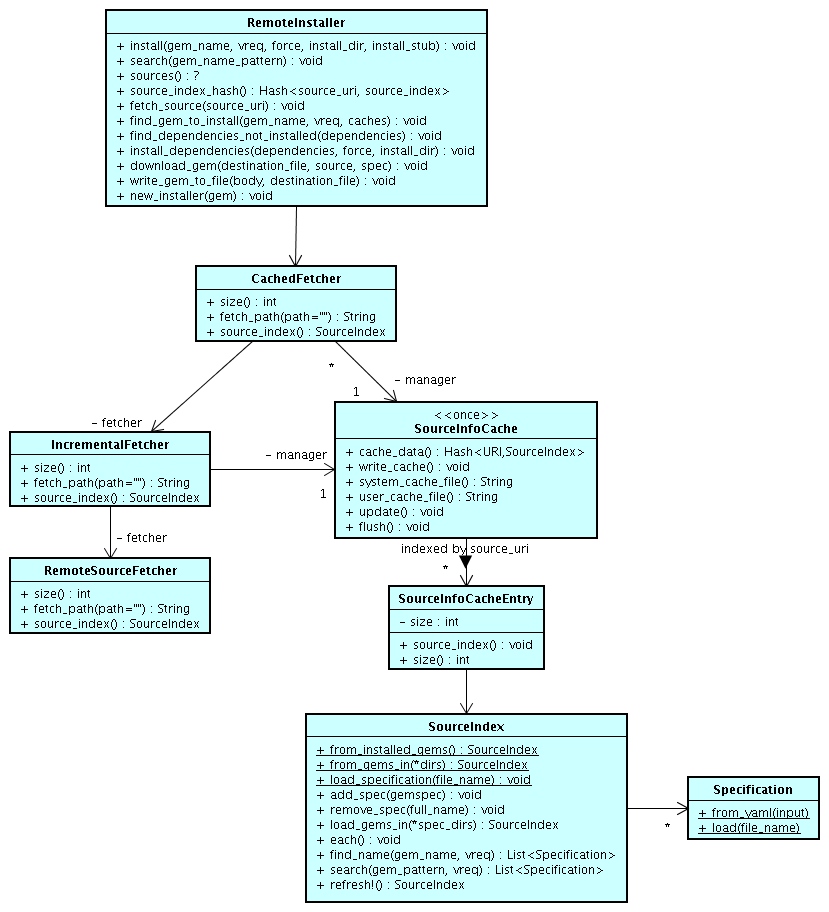 RemoteInstaller
+ install(gem_name, vreq, force, install_dir, install_stub) : void
+ search(gem_name_pattern) : void
+ sources() : ?
+ source_index_hash() : Hash<source_uri, source_index>
+ fetch_source(source_uri) : void
+ find_gem_to_install(gem_name, vreq, caches) : void
+ find_dependencies_not_installed(dependencies) : void
+ install_dependencies(dependencies, force, install_dir) : void
+ download_gem(destination_file, source, spec) : void
+ write_gem_to_file(body, destination_file) : void
+ new_installer(gem) : void
CachedFetcher
+ size() : int
+ fetch_path(path="") : String
+ source_index() : SourceIndex
*
- manager
1
- fetcher
IncrementalFetcher
+ size() : int
+ fetch_path(path="") : String
+ source_index() : SourceIndex
- manager
1
<<once>>
SourceInfoCache
+ cache_data() : Hash<URI,SourceIndex>
+ write_cache() : void
+ system_cache_file() : String
+ user_cache_file() : String
+ update() : void
+ flush() : void
- fetcher
RemoteSourceFetcher
+ size() : int
+ fetch_path(path="") : String
+ source_index() : SourceIndex
indexed by source_uri
*
SourceInfoCacheEntry
- size : int
+ source_index() : void
+ size() : int
SourceIndex
+ from_installed_gems() : SourceIndex
+ from_gems_in(*dirs) : SourceIndex
+ load_specification(file_name) : void
+ add_spec(gemspec) : void
+ remove_spec(full_name) : void
+ load_gems_in(*spec_dirs) : SourceIndex
+ each() : void
+ find_name(gem_name, vreq) : List<Specification>
+ search(gem_pattern, vreq) : List<Specification>
+ refresh!() : SourceIndex
*
Specification
+ from_yaml(input)
+ load(file_name)